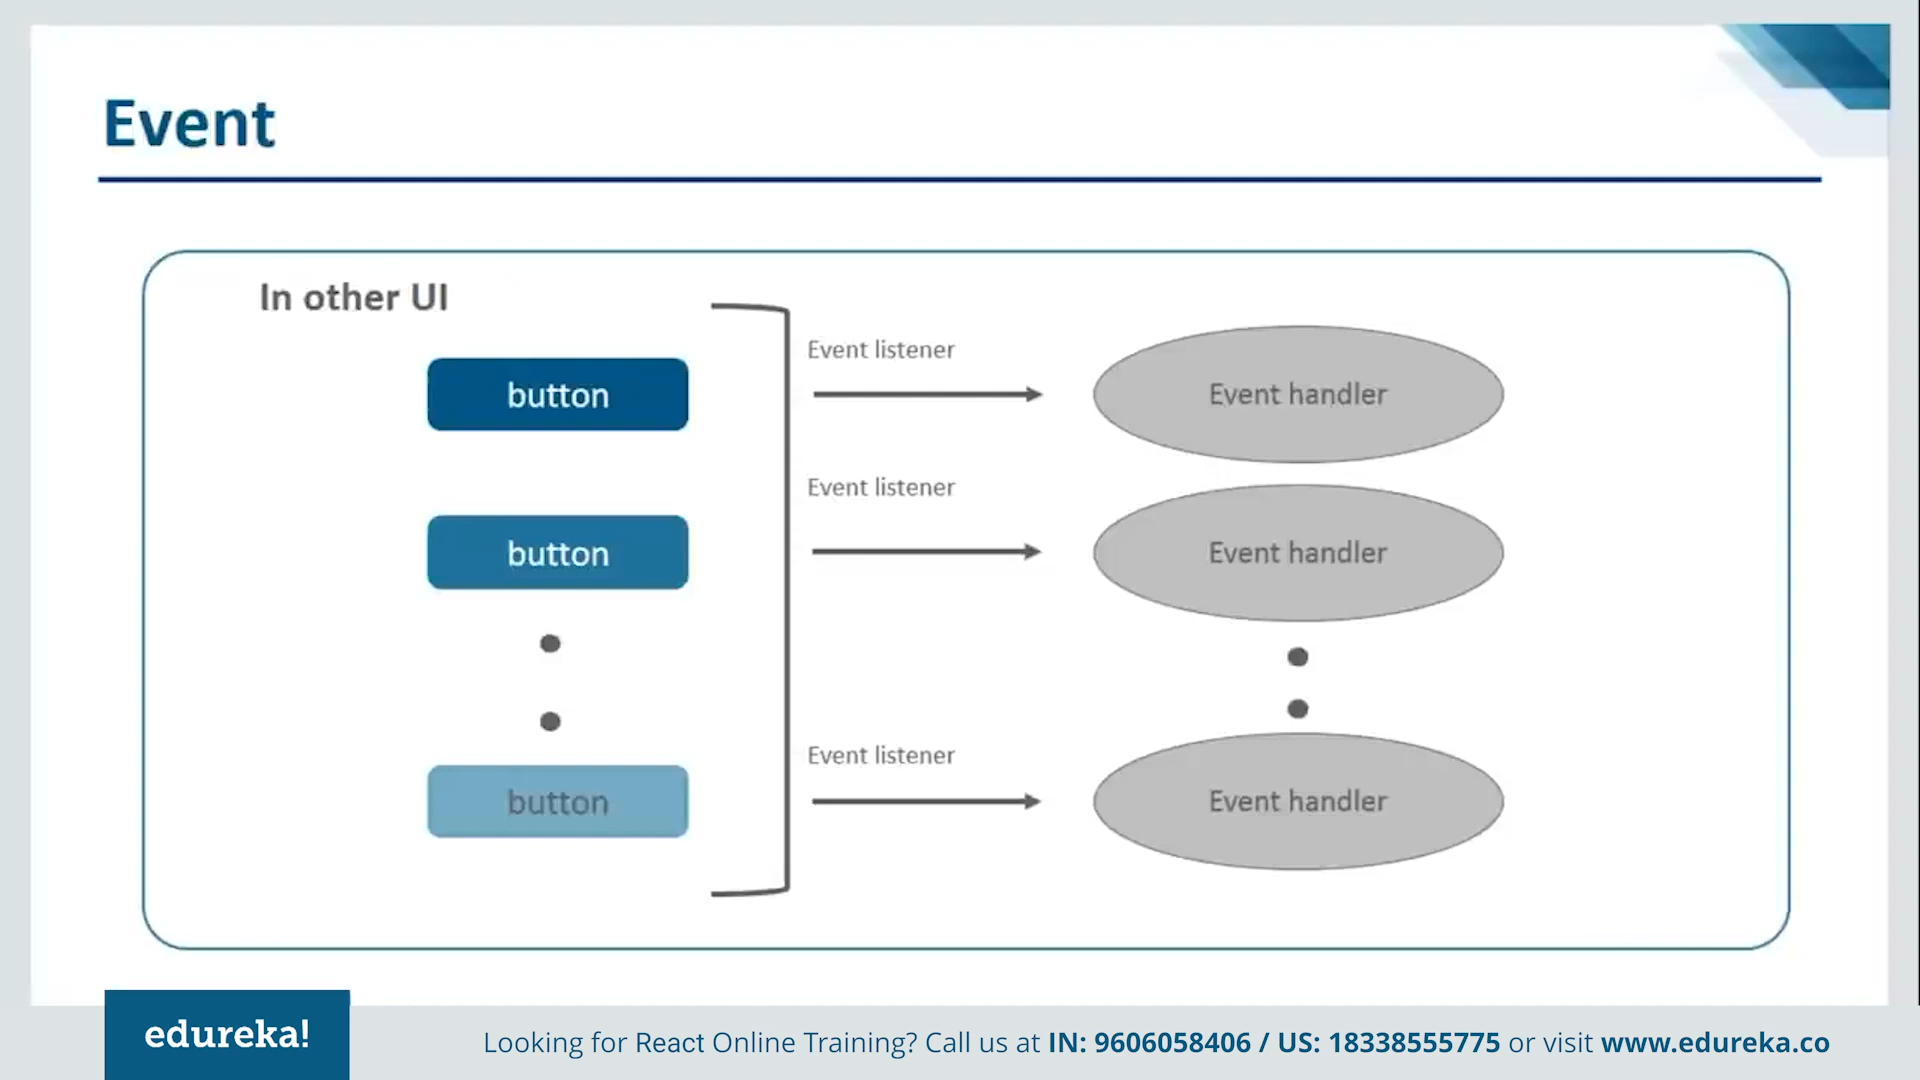 Event
In other UI
Event listener
button
Event handler
Event listener
button
Event handler
Event listener
button
Event handler
edureka!
Looking for React Online Training? Call us at IN: 9606058406 / US: 18338555775 or visit www.edureka.co